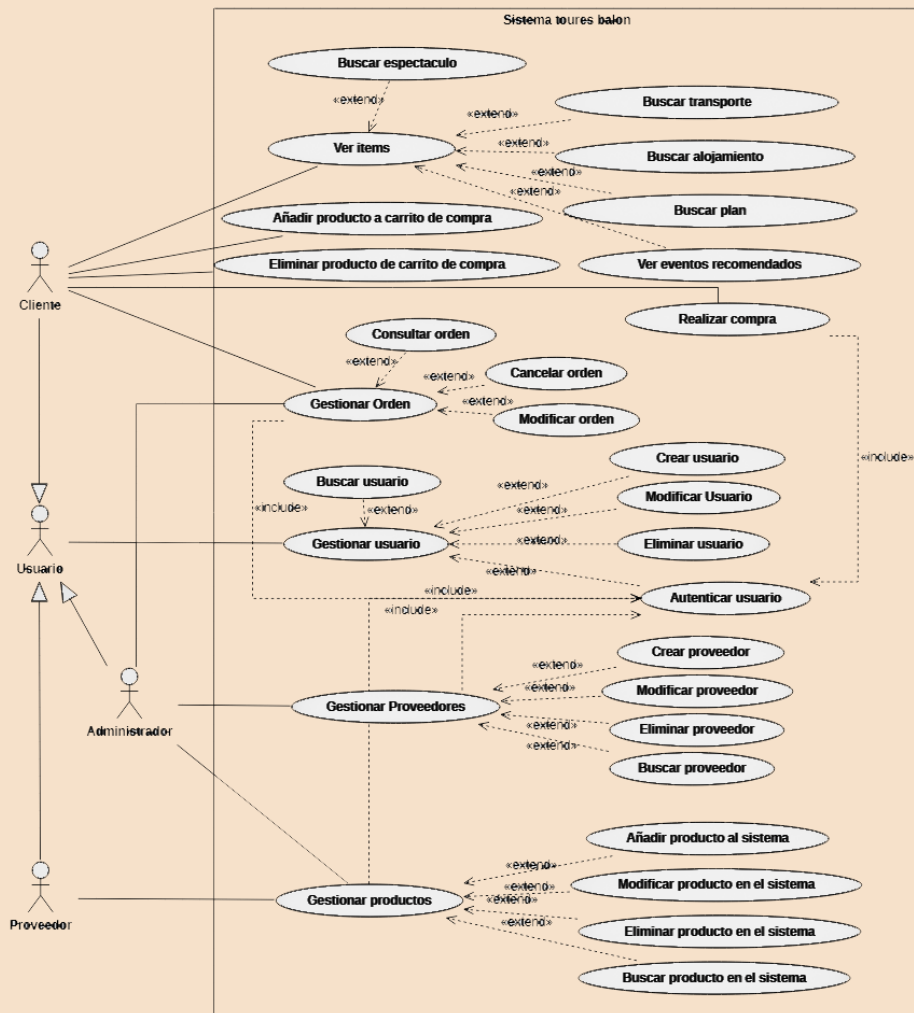 Sistema toures balon
Buscar espectaculo
«extend»
Buscar transporte
«extend»
Ver items
«extend»
Buscar alojamiento
«extend»
Buscar plan
«extend»
Añadir producto a carrito de compra
Eliminar producto de carrito de compra
Ver eventos recomendados
Cliente
Realizar compra
Consultar orden
«extend»
Cancelar orden
«extend»
Gestionar Orden
«extend»
Modificar orden
«include»
Crear usuario
Buscar usuario
«extend»
Modificar Usuario
«include»
«extend»
«extend»
Gestionar usuario
«extend»
Eliminar usuario
Usuario
«extend»
Autenticar usuario
«include»
«include»
Crear proveedor
«extend»
Modificar proveedor
«extend»
Gestionar Proveedores
«extend»
Eliminar proveedor
Administrador
«extend»
Buscar proveedor
Añadir producto al sistema
«extend»
Modificar producto en el sistema
«extend»
Gestionar productos
«extend»
Eliminar producto en el sistema
«extend»
Proveedor
Buscar producto en el sistema